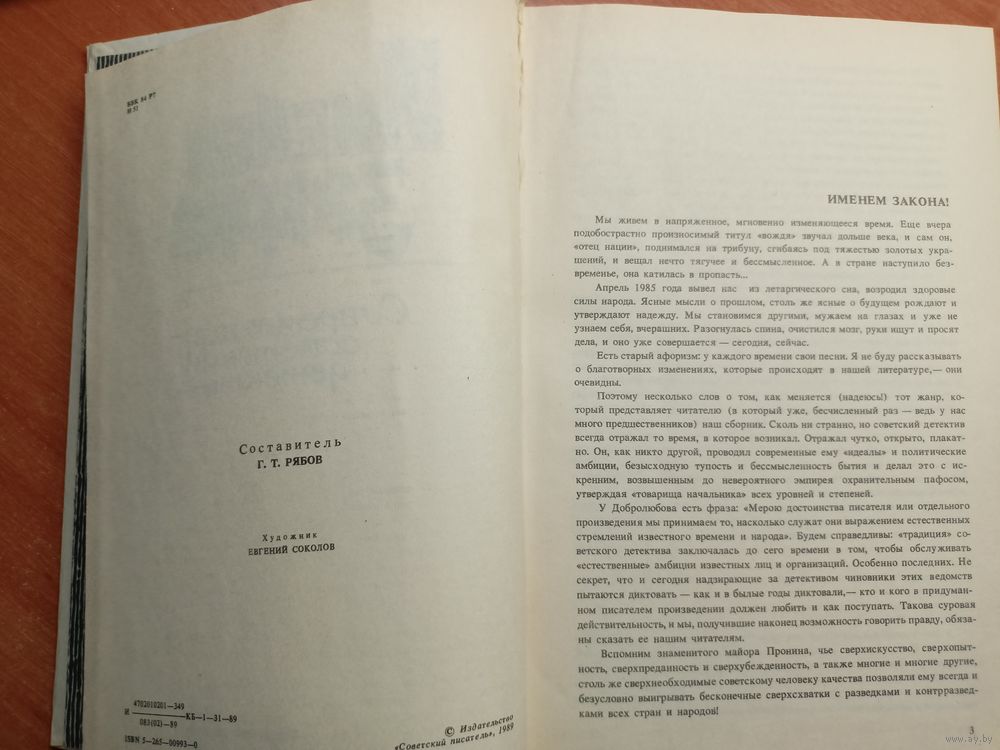 ББК 84 Р7
И 51
Составитель
Г. Т. РЯБОВ
Художник
ЕВГЕНИЙ СОКОЛОВ
4702010201—349
И ———— КБ—1—31—89
083(02)—89
ISBN 5—265—00993—0
© Издательство
«Советский писатель», 1989
ИМЕНЕМ ЗАКОНА!
Мы живем в напряженное, мгновенно изменяющееся время. Еще вчера
подобострастно произносимый титул «вождя» звучал дольше века, и сам он,
«отец нации», поднимался на трибуну, сгибаясь под тяжестью золотых укра-
шений, и вещал нечто тягучее и бессмысленное. А в стране наступило без-
временье, она катилась в пропасть...
Апрель 1985 года вывел нас из летаргического сна, возродил здоровые
силы народа. Ясные мысли о прошлом, столь же ясные о будущем рождают и
утверждают надежду. Мы становимся другими, мужаем на глазах и уже не
узнаем себя, вчерашних. Разогнулась спина, очистился мозг, руки ищут и просят
дела, и оно уже совершается — сегодня, сейчас.
Есть старый афоризм: у каждого времени свои песни. Я не буду рассказывать
о благотворных изменениях, которые происходят в нашей литературе,— они
очевидны.
Поэтому несколько слов о том, как меняется (надеюсь!) тот жанр, ко-
торый представляет читателю (в который уже, бесчисленный раз — ведь у нас
много предшественников) наш сборник. Сколь ни странно, но советский детектив
всегда отражал то время, в которое возникал. Отражал чутко, открыто, плакат-
но. Он, как никто другой, проводил современные ему «идеалы» и политические
амбиции, безысходную тупость и бессмысленность бытия и делал это с ис-
кренним, возвышенным до невероятного эмпирея охранительным пафосом,
утверждая «товарища начальника» всех уровней и степеней.
У Добролюбова есть фраза: «Мерою достоинства писателя или отдельного
произведения мы принимаем то, насколько служат они выражением естественных
стремлений известного времени и народа». Будем справедливы: «традиция» со-
ветского детектива заключалась до сего времени в том, чтобы обслуживать
«естественные» амбиции известных лиц и организаций. Особенно последних. Не
секрет, что и сегодня надзирающие за детективом чиновники этих ведомств
пытаются диктовать — как и в былые годы диктовали,— кто и кого в придуман-
ном писателем произведении должен любить и как поступать. Такова суровая
действительность, и мы, получившие наконец возможность говорить правду, обяза-
ны сказать ее нашим читателям.
Вспомним знаменитого майора Пронина, чье сверхискусство, сверхопыт-
ность, сверхпреданность и сверхубежденность, а также многие и многие другие,
столь же сверхнеобходимые советскому человеку качества позволяли ему всегда и
безусловно выигрывать бесконечные сверхсхватки с разведками и контрразвед-
ками всех стран и народов!
3
www.ay.by